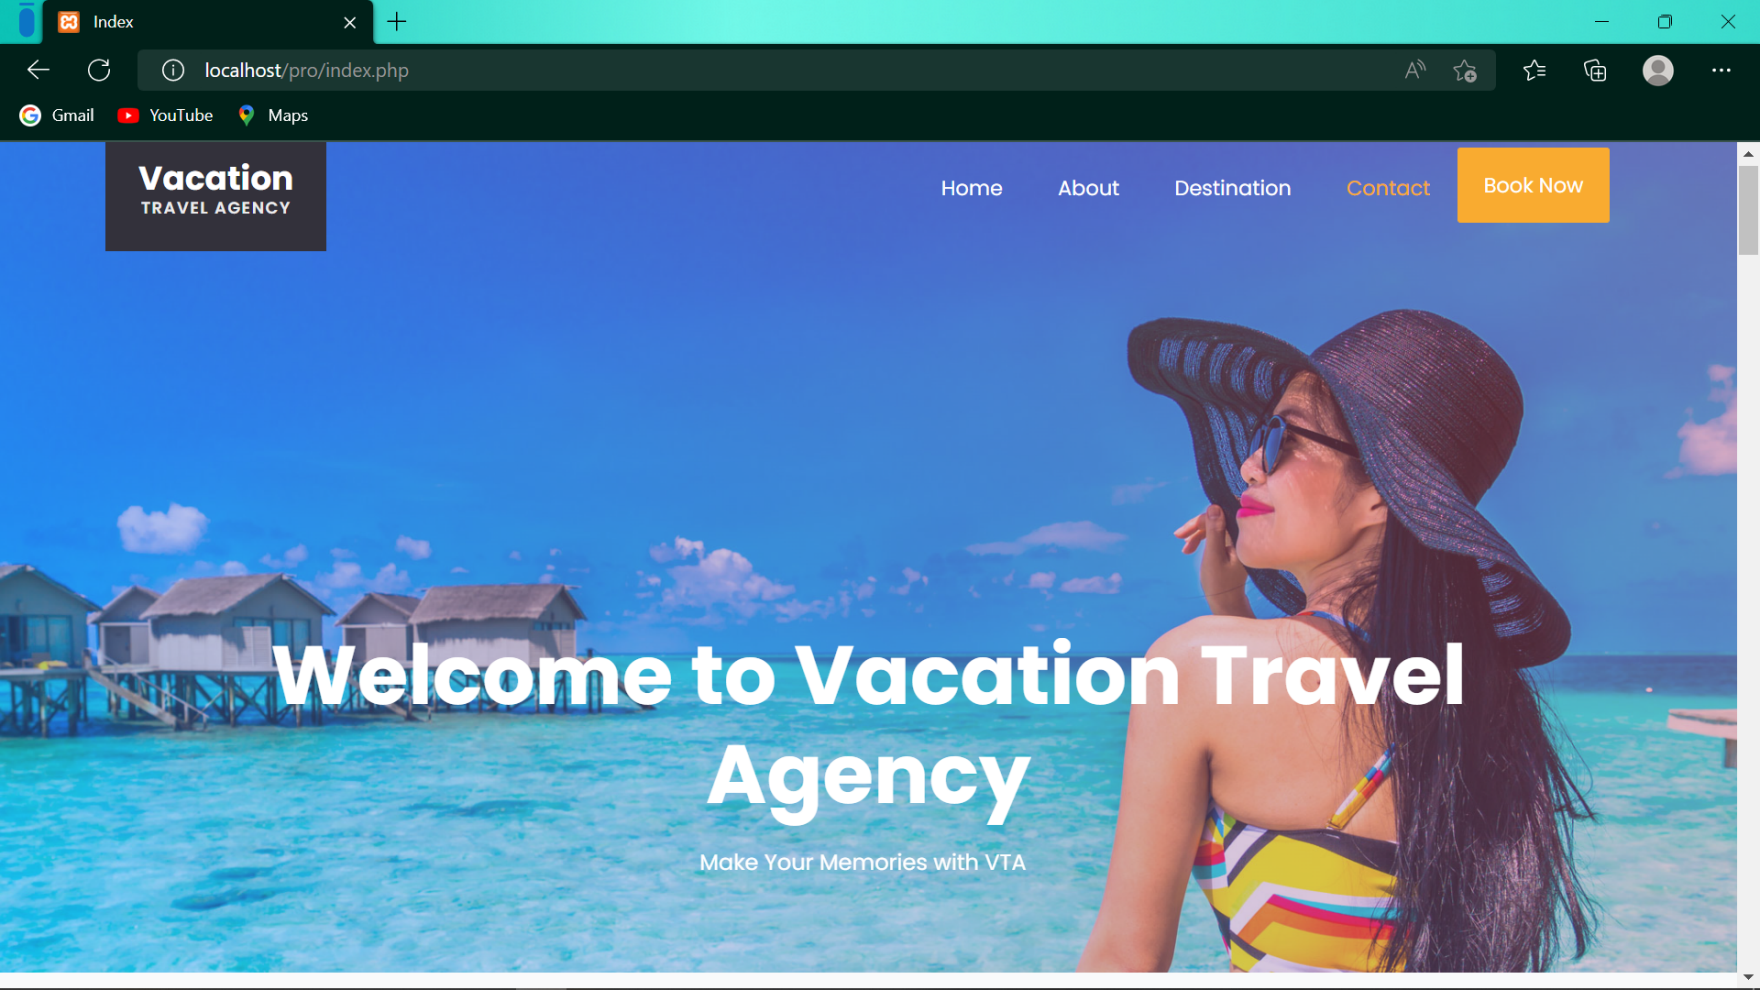 Index
localhost/pro/index.php
Gmail
YouTube
Maps
Vacation
TRAVEL AGENCY
Home
About
Destination
Contact
Book Now
Welcome to Vacation Travel
Agency
Make Your Memories with VTA